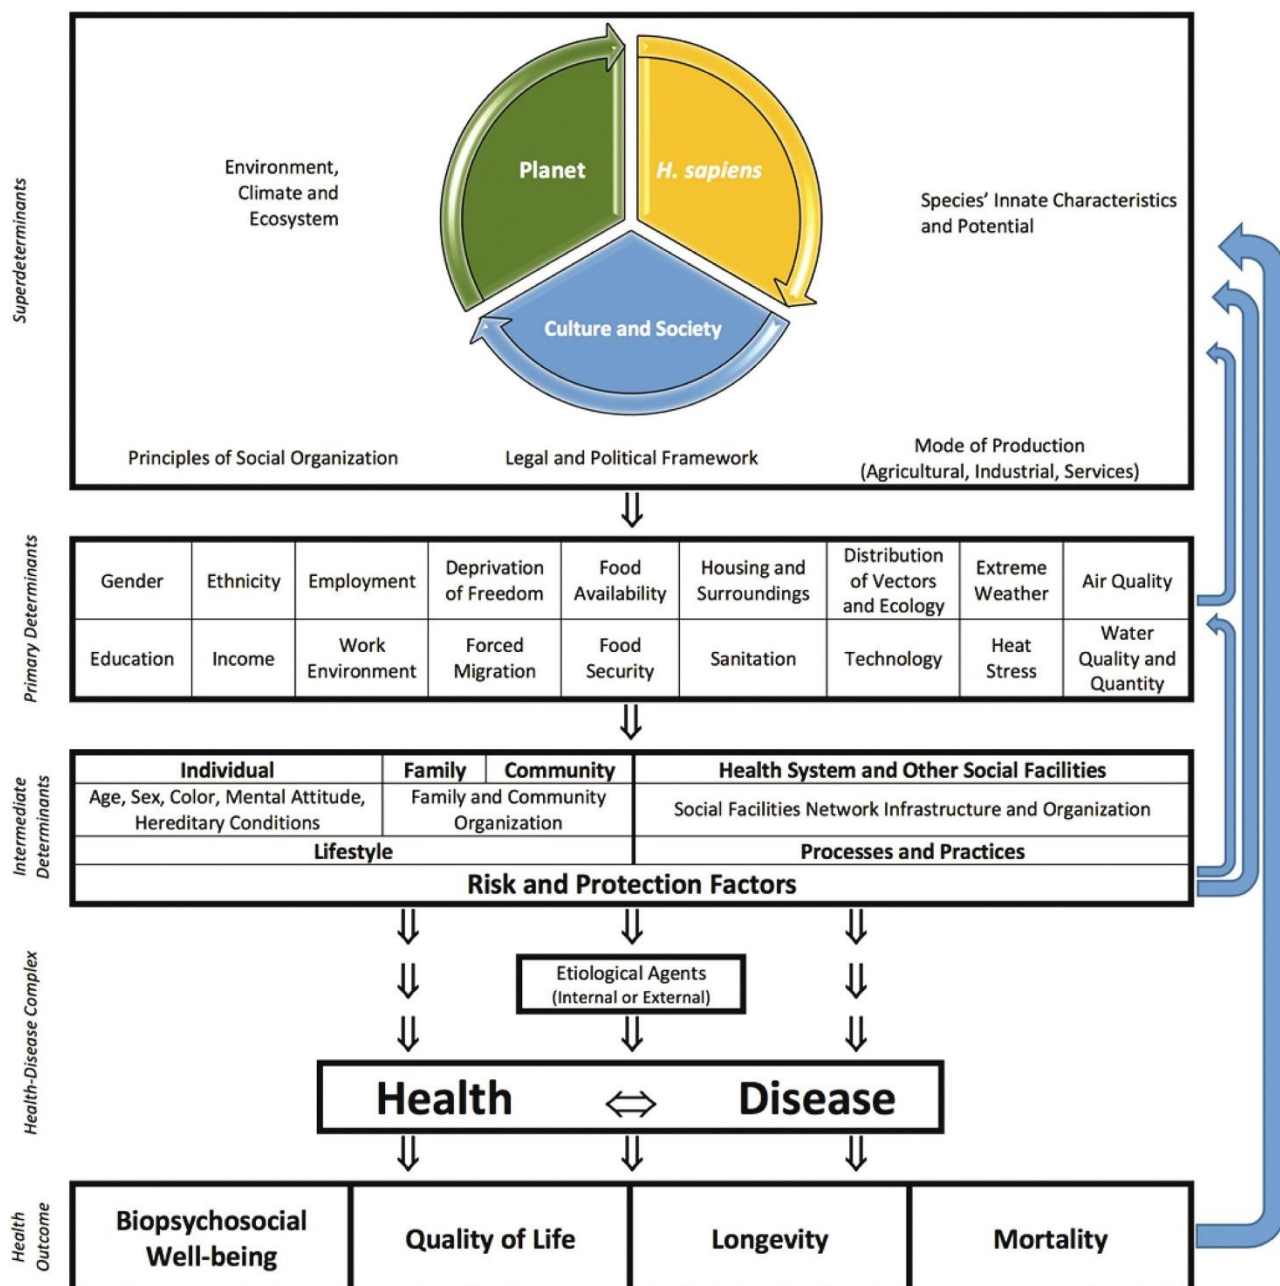 Superdeterminants
Planet
H. sapiens
Culture and Society
Environment,
Climate and
Ecosystem
Species’ Innate Characteristics
and Potential
Principles of Social Organization
Legal and Political Framework
Mode of Production
(Agricultural, Industrial, Services)
Primary Determinants
Gender
Ethnicity
Employment
Deprivation
of Freedom
Food
Availability
Housing and
Surroundings
Distribution
of Vectors
and Ecology
Extreme
Weather
Air Quality
Education
Income
Work
Environment
Forced
Migration
Food
Security
Sanitation
Technology
Heat
Stress
Water
Quality and
Quantity
Intermediate
Determinants
Individual
Family
Community
Health System and Other Social Facilities
Age, Sex, Color, Mental Attitude,
Hereditary Conditions
Family and Community
Organization
Social Facilities Network Infrastructure and Organization
Lifestyle
Processes and Practices
Risk and Protection Factors
Health-Disease Complex
Etiological Agents
(Internal or External)
Health
Disease
Health
Outcome
Biopsychosocial
Well-being
Quality of Life
Longevity
Mortality